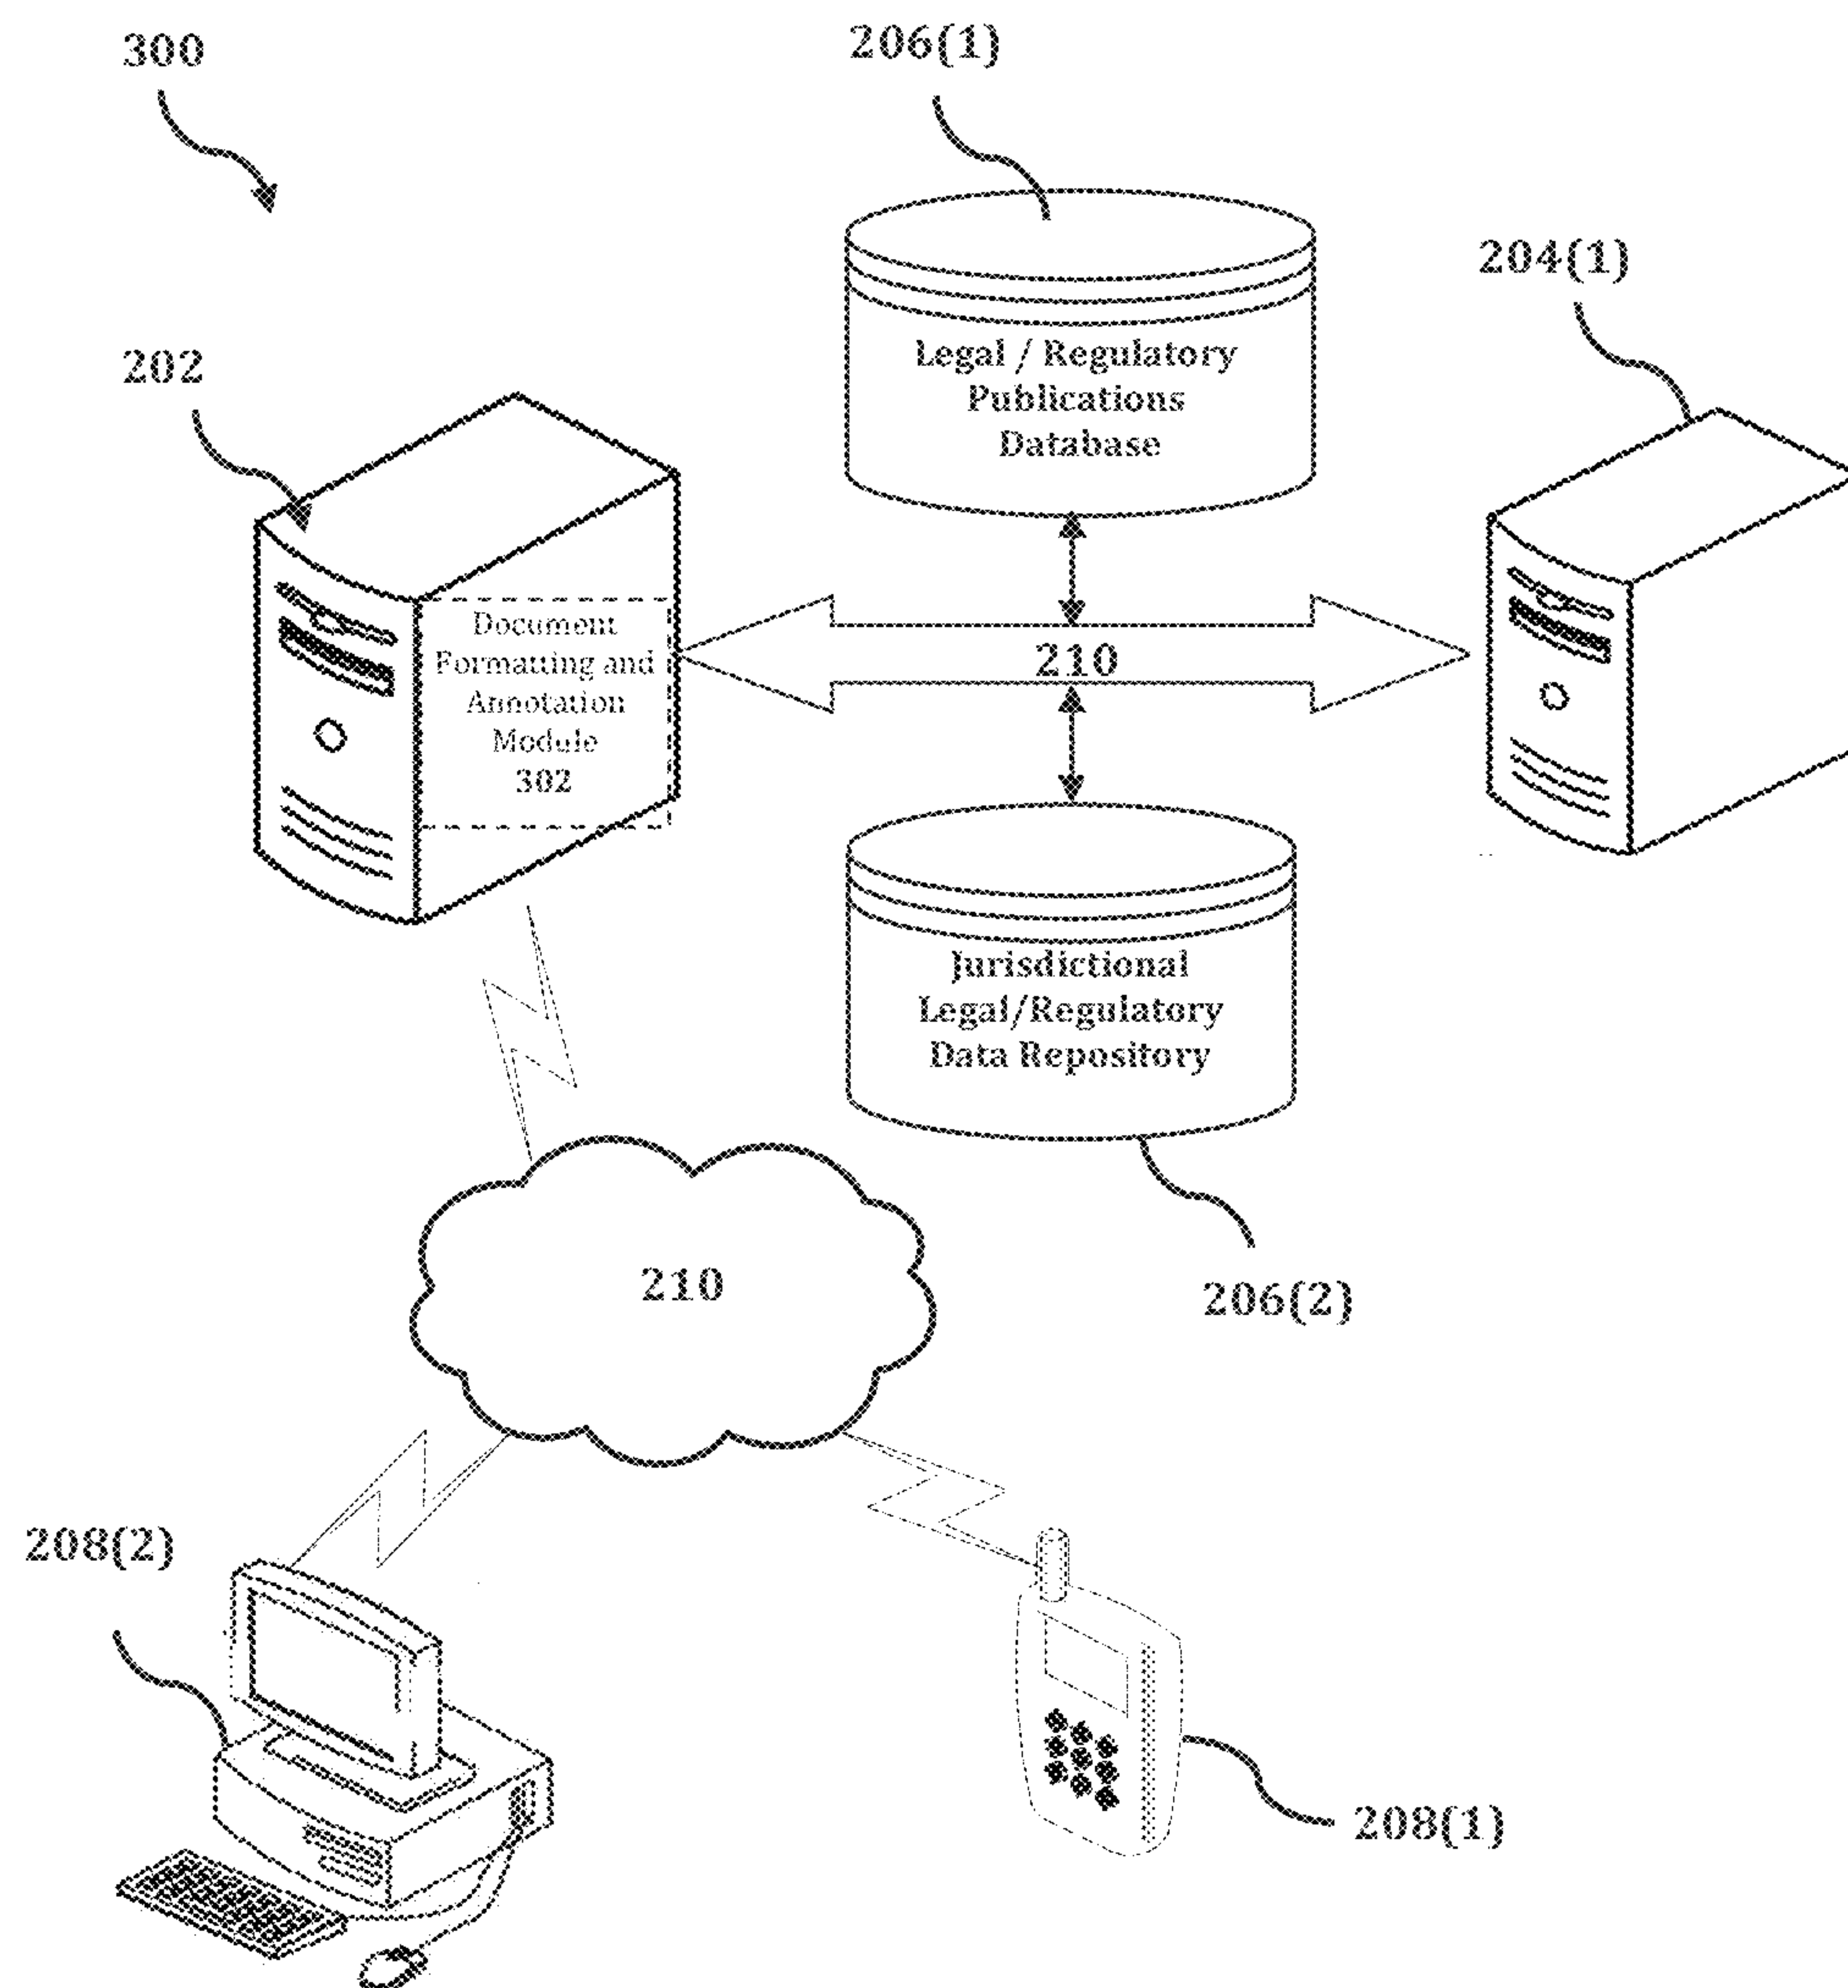 300
206(1)
204(1)
202
Legal / Regulatory
Publications
Database
Document
Formatting and
Annotation
Module
302
210
Jurisdictional
Legal/Regulatory
Data Repository
210
206(2)
208(2)
208(1)